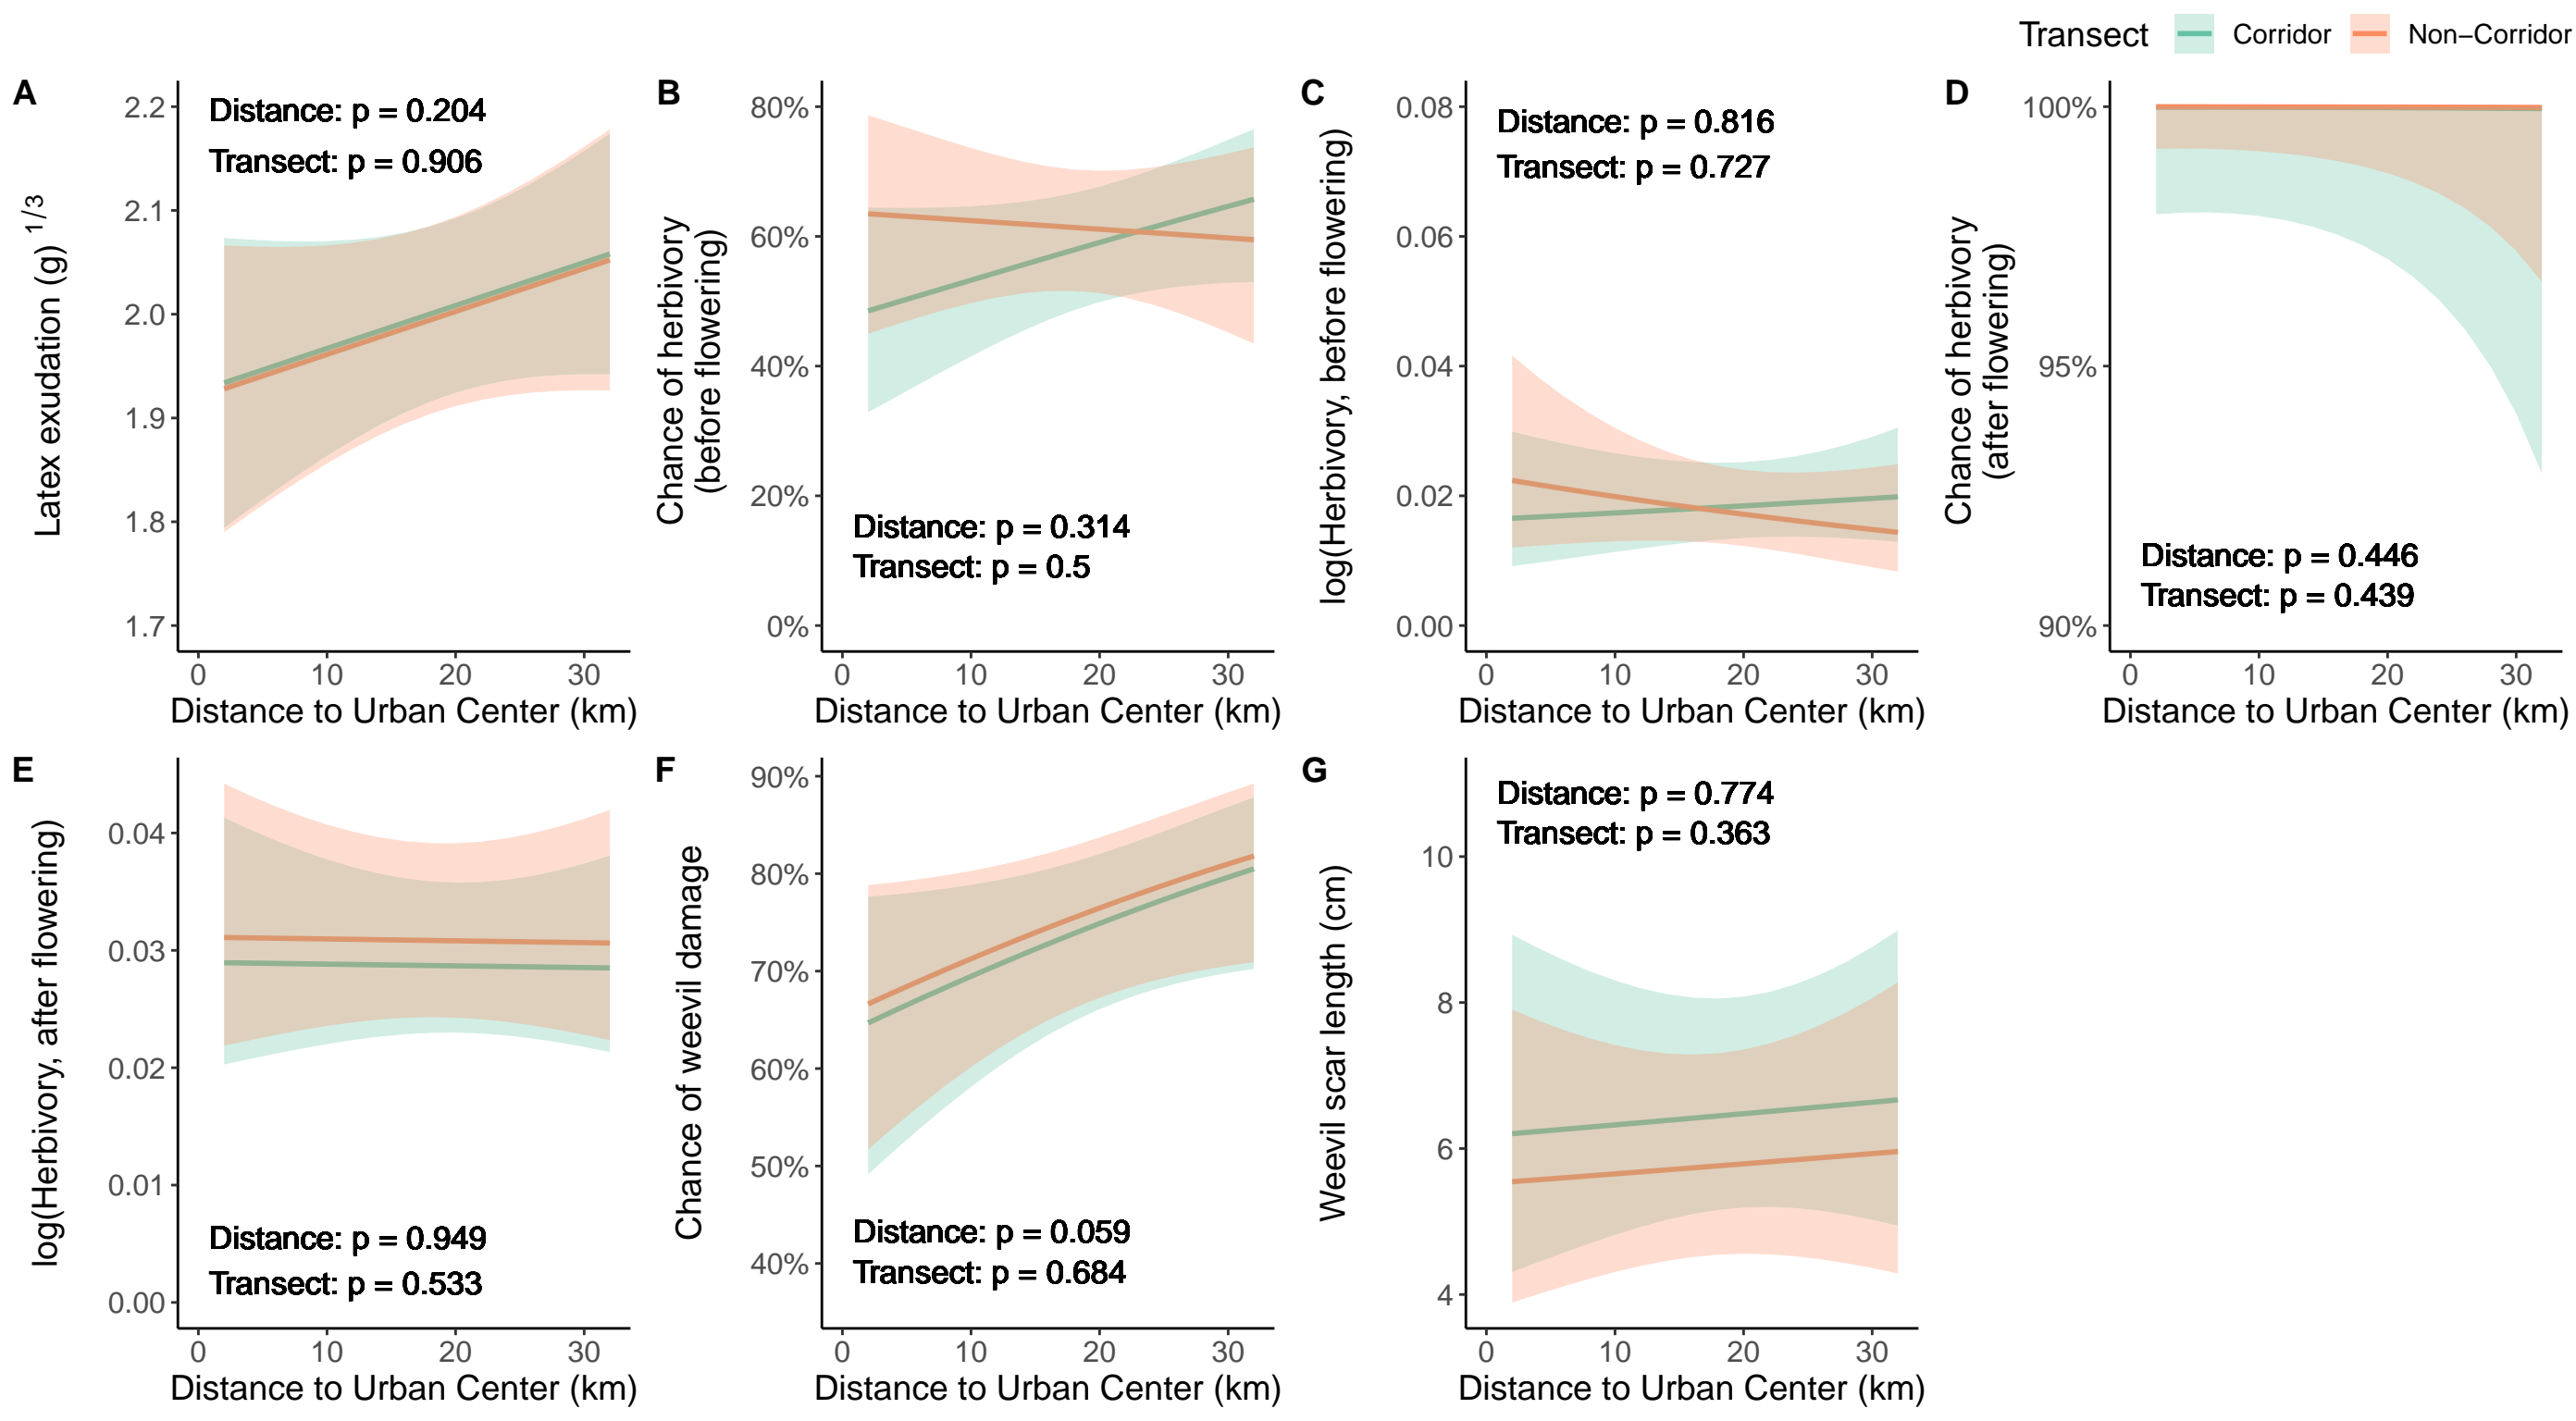 Transect Corridor Non−Corridor
A
Latex exudation (g) 1/3
2.2
2.1
2.0
1.9
1.8
1.7
Distance: p = 0.204
Transect: p = 0.906
0 10 20 30
Distance to Urban Center (km)
B
Chance of herbivory
(before flowering)
80%
60%
40%
20%
0%
Distance: p = 0.314
Transect: p = 0.5
0 10 20 30
Distance to Urban Center (km)
C
log(Herbivory, before flowering)
0.08
0.06
0.04
0.02
0.00
Distance: p = 0.816
Transect: p = 0.727
0 10 20 30
Distance to Urban Center (km)
D
Chance of herbivory
(after flowering)
100%
95%
90%
Distance: p = 0.446
Transect: p = 0.439
0 10 20 30
Distance to Urban Center (km)
E
log(Herbivory, after flowering)
0.04
0.03
0.02
0.01
0.00
Distance: p = 0.949
Transect: p = 0.533
0 10 20 30
Distance to Urban Center (km)
F
Chance of weevil damage
90%
80%
70%
60%
50%
40%
Distance: p = 0.059
Transect: p = 0.684
0 10 20 30
Distance to Urban Center (km)
G
Weevil scar length (cm)
10
8
6
4
Distance: p = 0.774
Transect: p = 0.363
0 10 20 30
Distance to Urban Center (km)